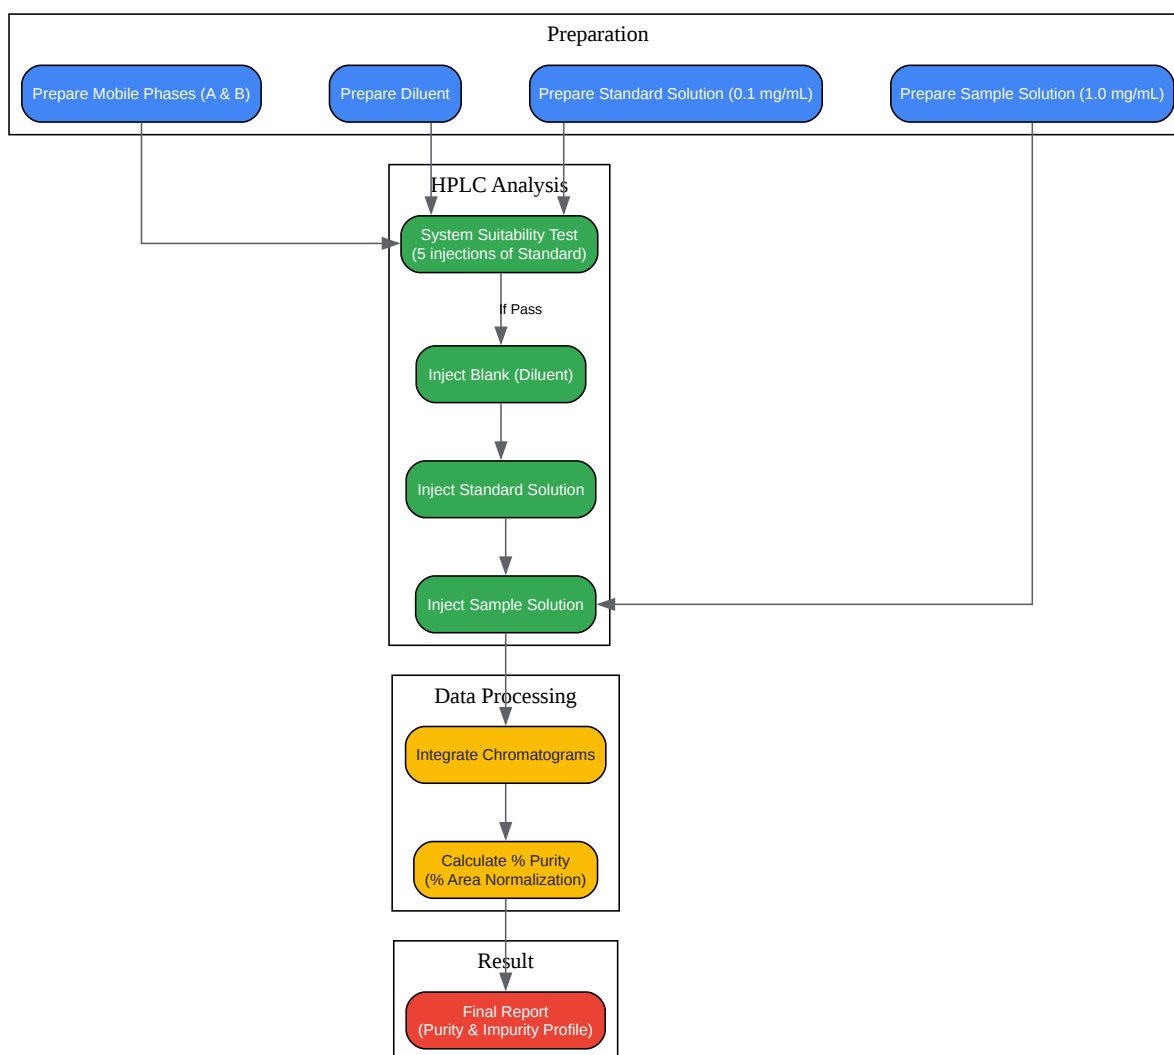 Preparation
Prepare Mobile Phases (A & B)
Prepare Diluent
Prepare Standard Solution (0.1 mg/mL)
Prepare Sample Solution (1.0 mg/mL)
HPLC Analysis
System Suitability Test
(5 injections of Standard)
If Pass
Inject Blank (Diluent)
Inject Standard Solution
Inject Sample Solution
Data Processing
Integrate Chromatograms
Calculate % Purity
(% Area Normalization)
Result
Final Report
(Purity & Impurity Profile)